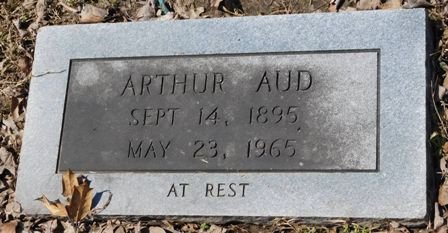 ARTHUR AUD
SEPT 14, 1895
MAY 23, 1965
AT REST